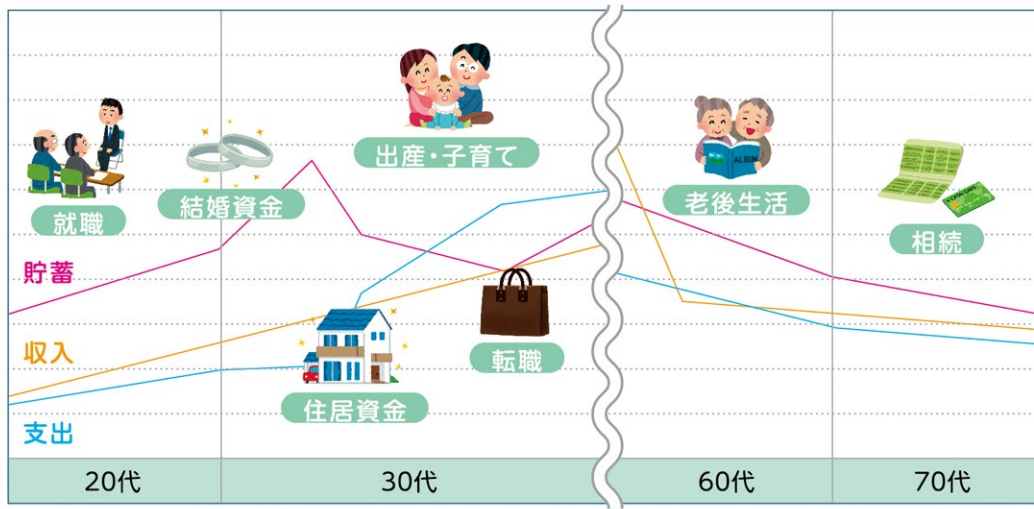 就職
結婚資金
出産・子育て
老後生活
ALBUM
CASH CARD
相続
貯蓄
収入
支出
住居資金
転職
20代
30代
60代
70代